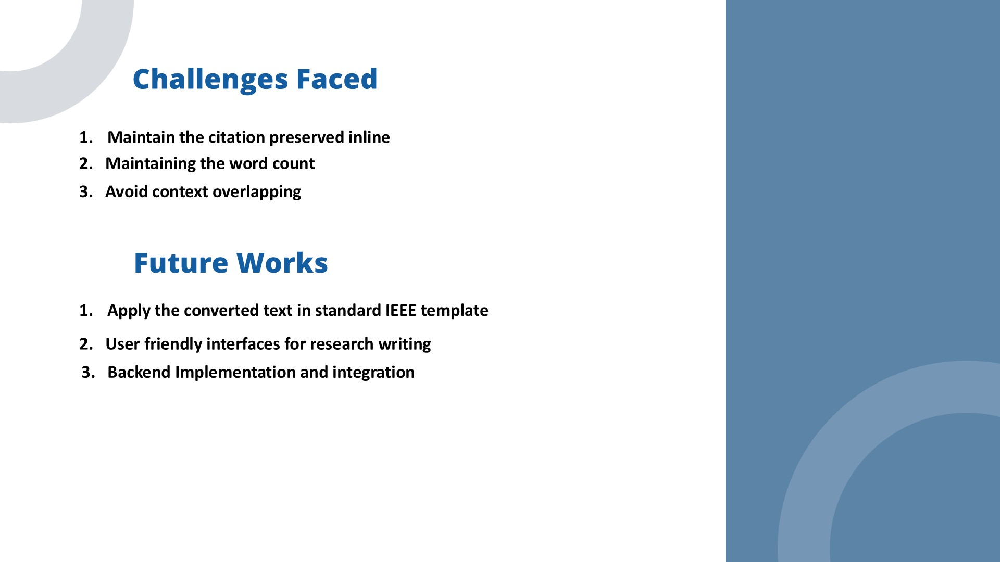 Challenges Faced
1. Maintain the citation preserved inline
2. Maintaining the word count
3. Avoid context overlapping
Future Works
1. Apply the converted text in standard IEEE template
2. User friendly interfaces for research writing
3. Backend Implementation and integration